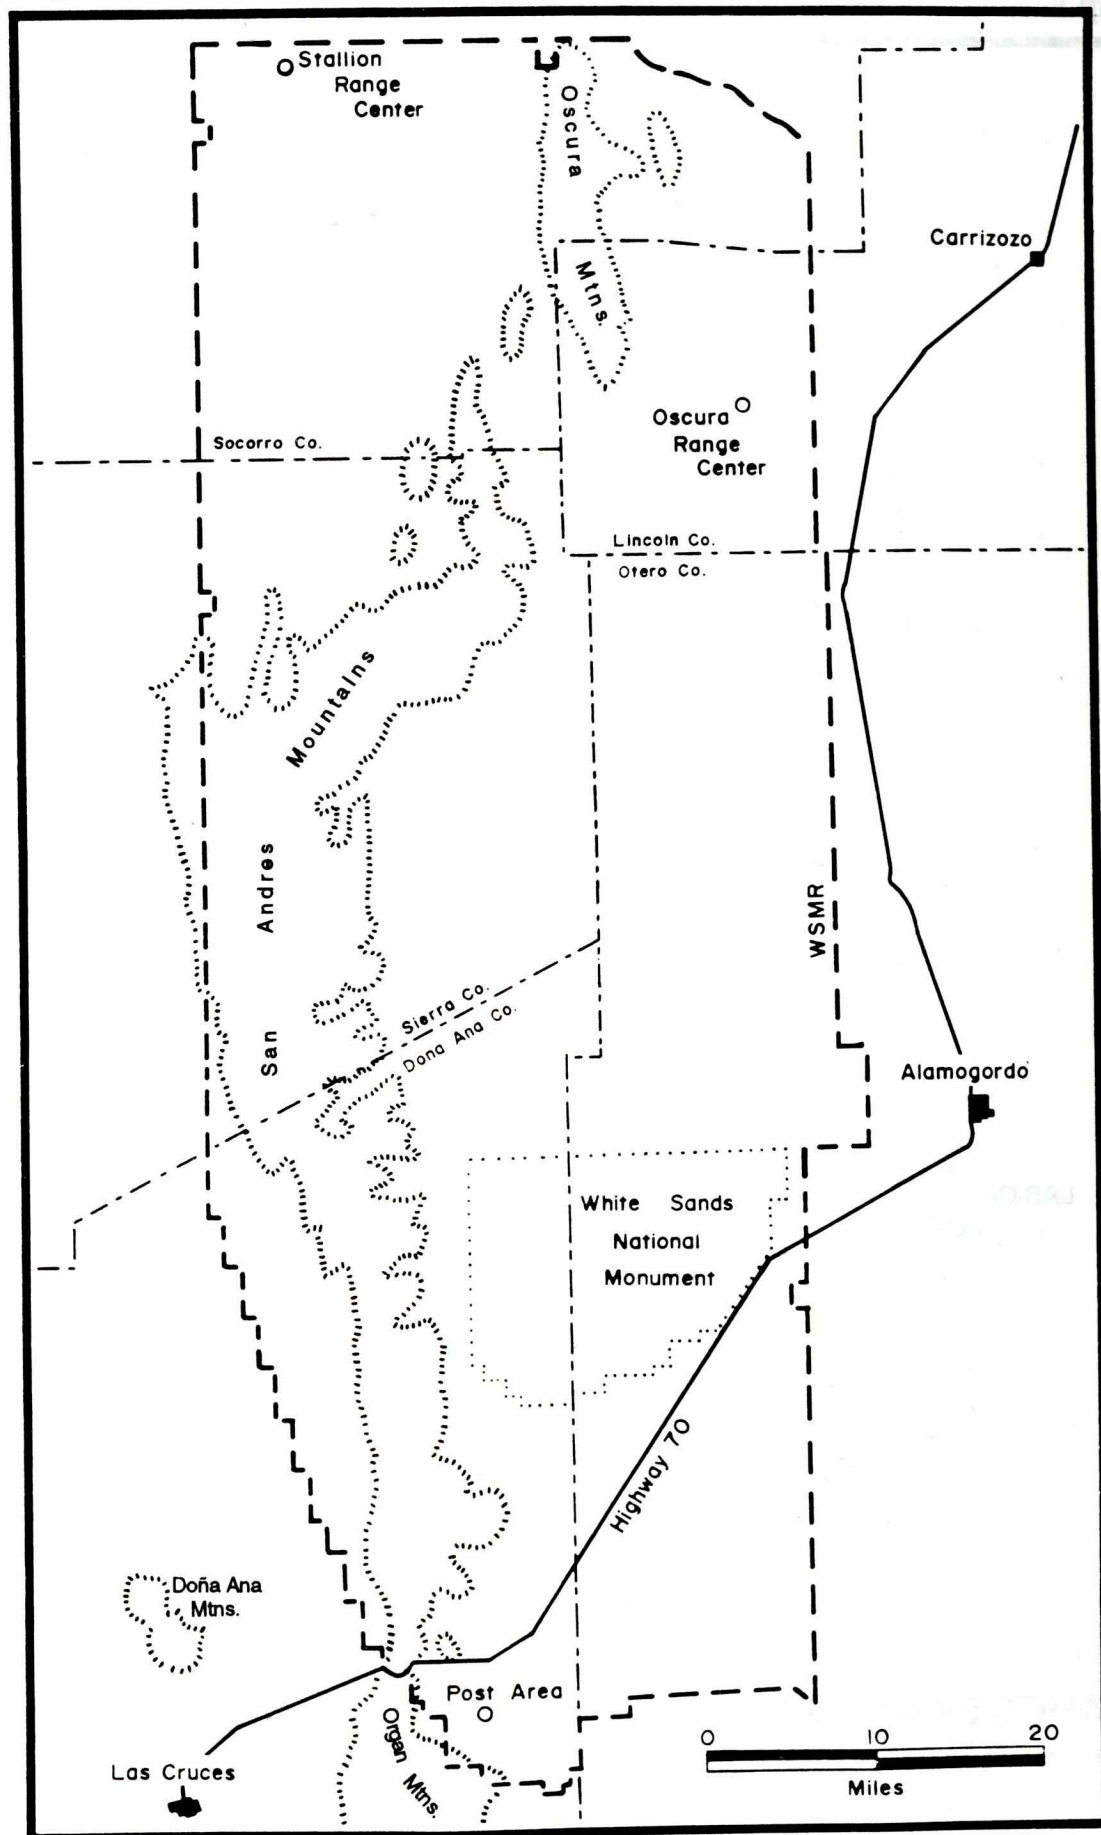 Stallion
Range
Center
Oscura
Mtns.
Carrizozo
Oscura
Range
Center
Socorro Co.
Lincoln Co.
Otero Co.
Mountains
Andres
San
WSMR
Sierra Co.
Dona Ana Co.
Alamogordo
White Sands
National
Monument
Highway 70
Doña Ana
Mtns.
Post Area
Organ Mtns.
Las Cruces
0 10 20
Miles